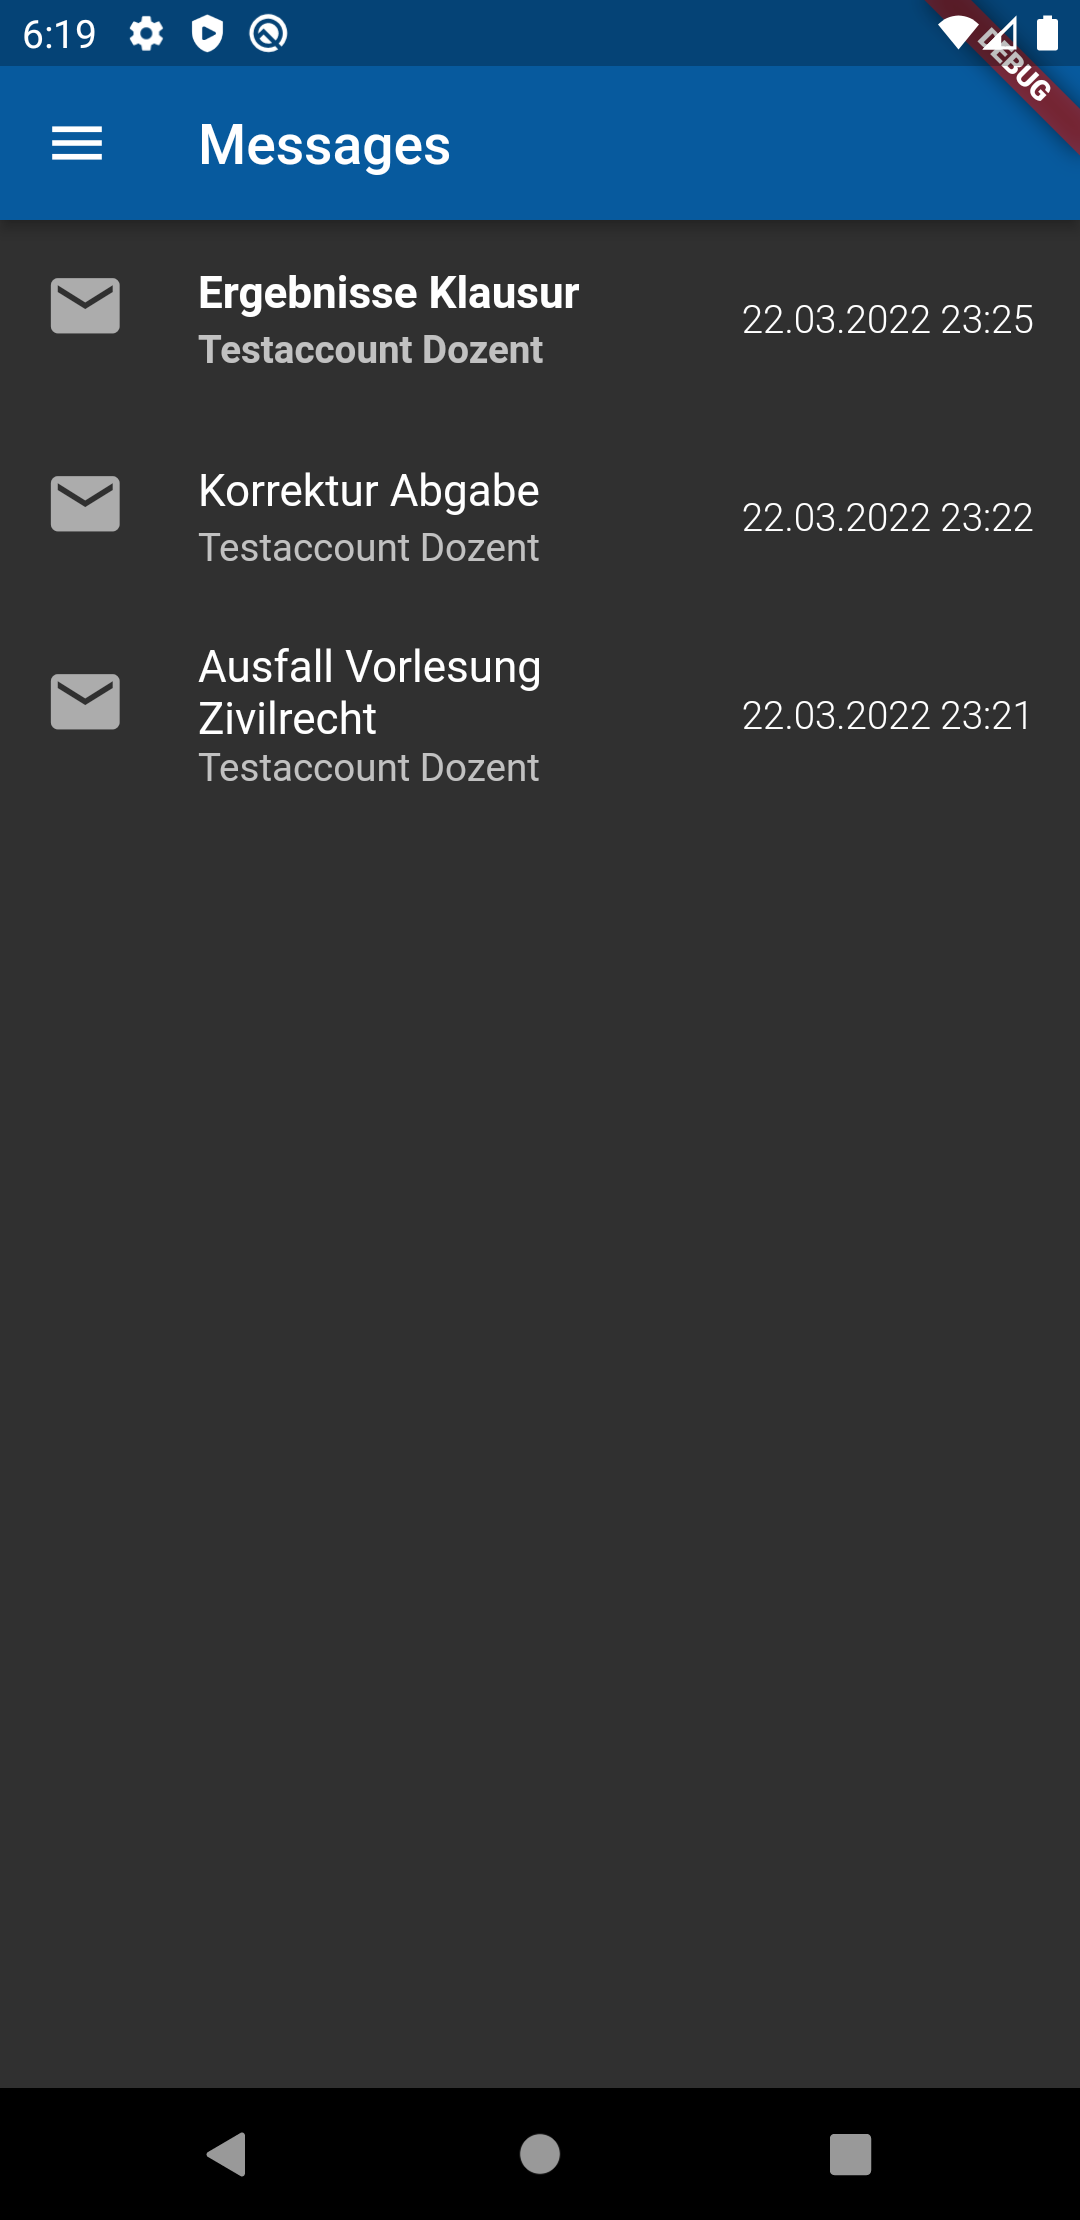 6:19
DEBUG
Messages
Ergebnisse Klausur
Testaccount Dozent
22.03.2022 23:25
Korrektur Abgabe
Testaccount Dozent
22.03.2022 23:22
Ausfall Vorlesung
Zivilrecht
Testaccount Dozent
22.03.2022 23:21